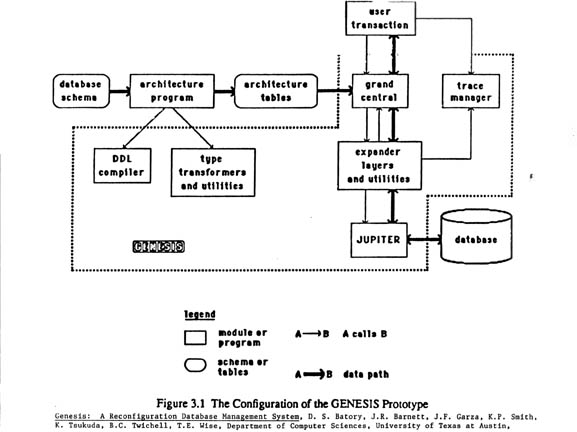 user
transaction
database
schema
architecture
program
architecture
tables
grand
central
trace
manager
DDL
compiler
type
transformers
and utilities
expander
layers
and utilities
JUPITER
database
GENESIS
legend
module or
program
A B A calls B
schema or
tables
A B data path
Figure 3.1 The Configuration of the GENESIS Prototype
Genesis: A Reconfiguration Database Management System, D. S. Batory, J.R. Barnett, J.F. Garza, K.P. Smith,
K. Tsukuda, B.C. Twichell, T.E. Wise, Department of Computer Sciences, University of Texas at Austin,